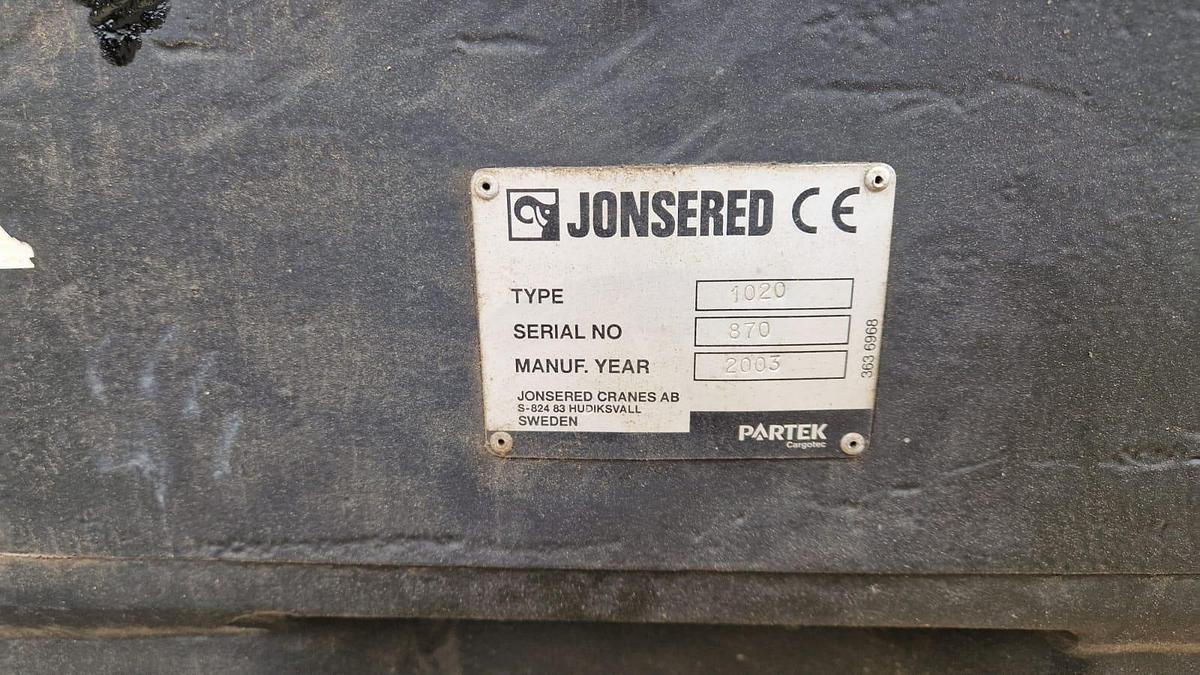 JONSERED CE
TYPE 1020
SERIAL NO 870
MANUF. YEAR 2003
363 6968
JONSERED CRANES AB
S-824 83 HUDIKSVALL
SWEDEN
PARTEK
Cargotec